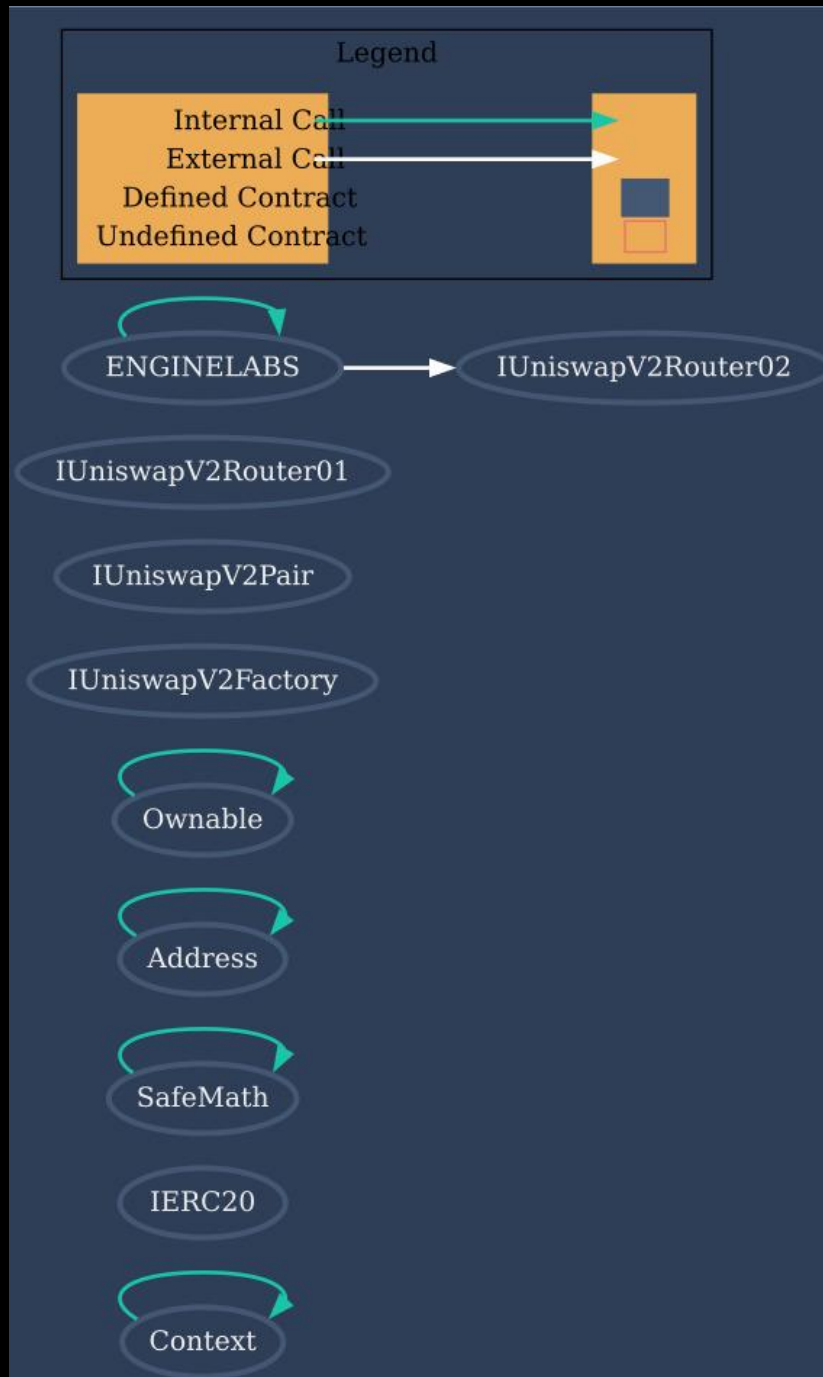 Legend
Internal Call
External Call
Defined Contract
Undefined Contract
ENGINELABS
IUniswapV2Router02
IUniswapV2Router01
IUniswapV2Pair
IUniswapV2Factory
Ownable
Address
SafeMath
IERC20
Context